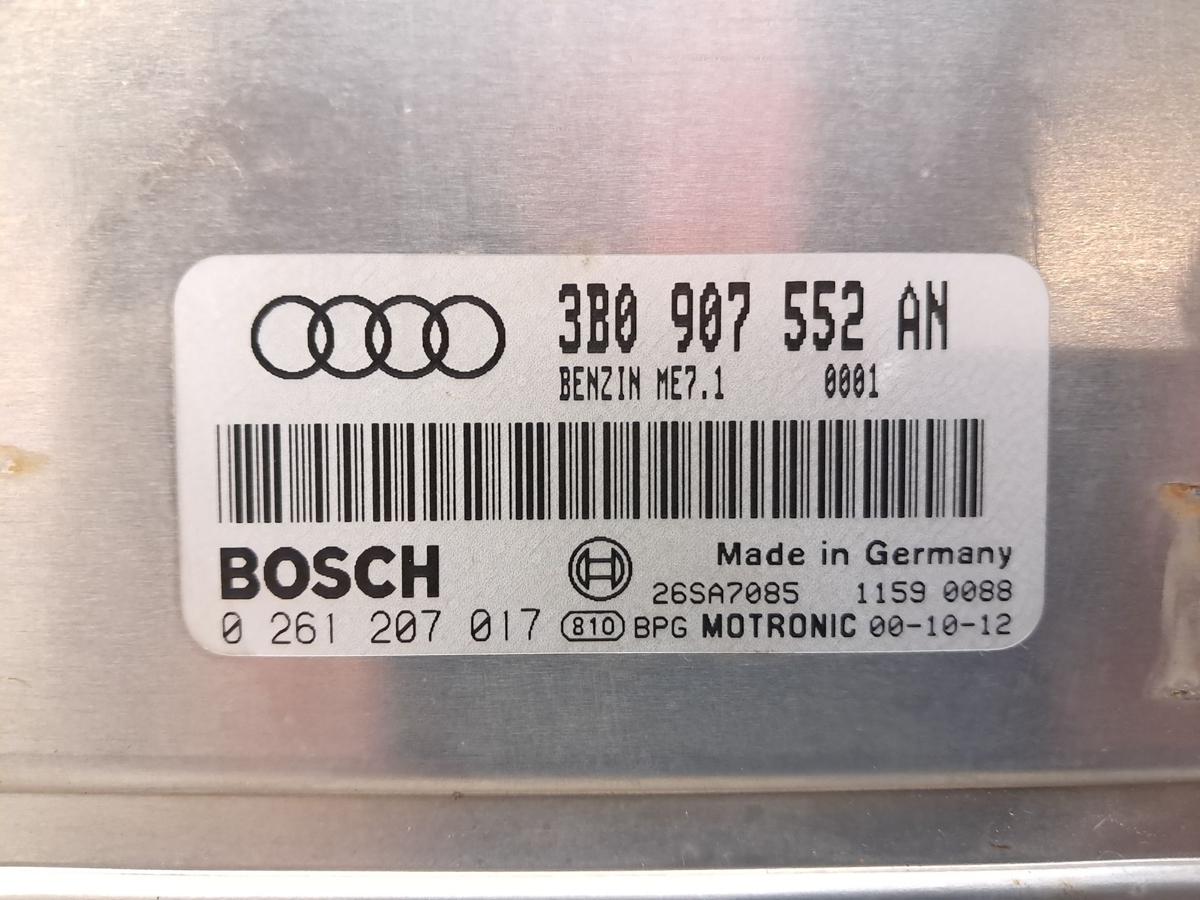 3B0 907 552 AN
BENZIN ME7.1 0001
BOSCH Made in Germany
26SA7085 1159 0088
0 261 207 017 810 BPG MOTRONIC 00-10-12